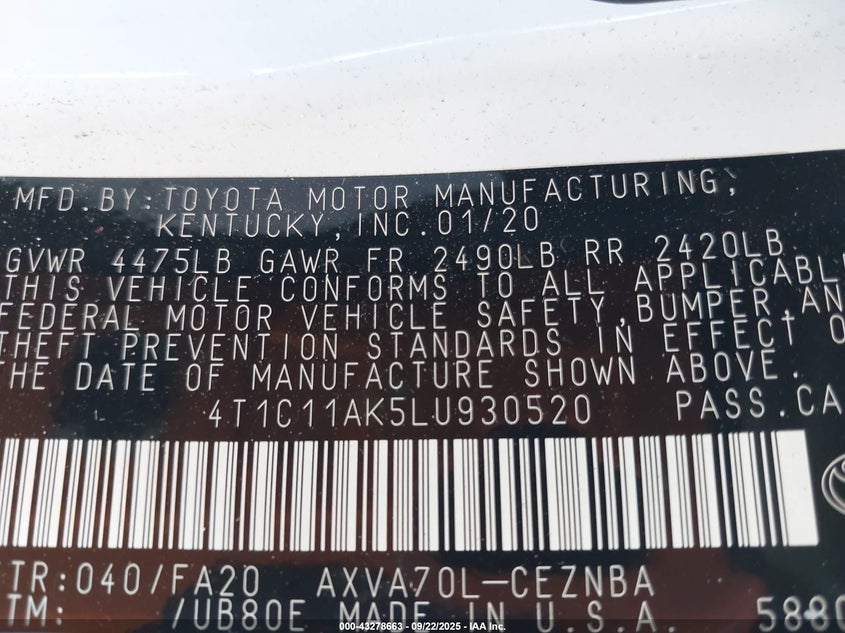 MFD.BY:TOYOTA MOTOR MANUFACTURING,
KENTUCKY,INC.01/20
GVWR 4475LB GAWR FR 2490LB RR 2420LB
THIS VEHICLE CONFORMS TO ALL APPLICABL
FEDERAL MOTOR VEHICLE SAFETY,BUMPER,AN
THEFT PREVENTION STANDARDS IN EFFECT O
THE DATE OF MANUFACTURE SHOWN ABOVE.
4T1C11AK5LU930520 PASS.CA
TR:040/FA20 AXVA70L-CEZNBA
TM: /UB80E MADE IN U.S.A. 5880
000-43278663 - 09/22/2025 - IAA Inc.